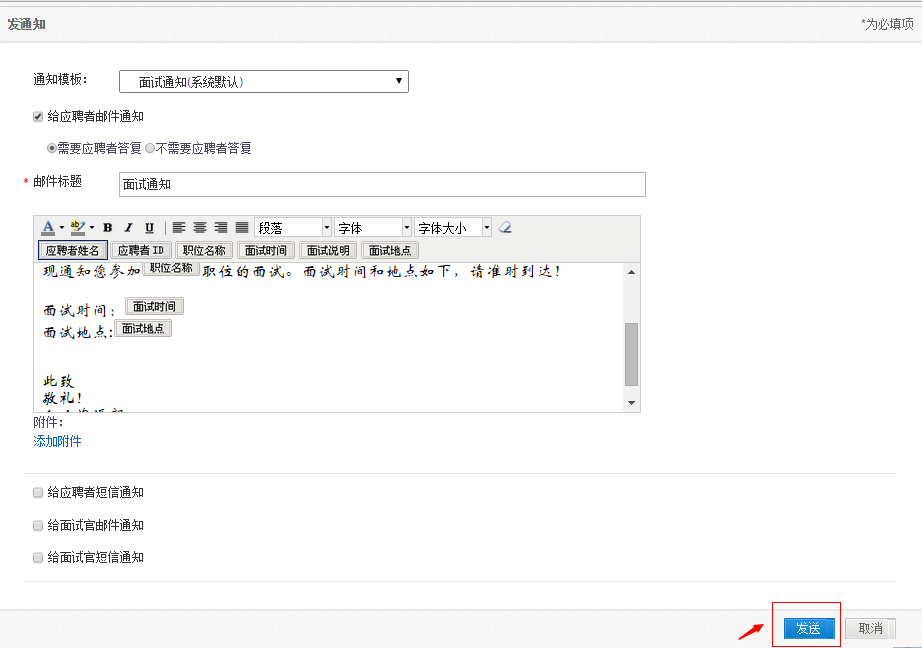 发通知 *为必填项
通知模板: 面试通知(系统默认)
给应聘者邮件通知
需要应聘者答复 不需要应聘者答复
* 邮件标题 面试通知
A ab B I U 段落 字体 字体大小
应聘者姓名 应聘者 ID 职位名称 面试时间 面试说明 面试地点
现通知您参加 职位名称 职位的面试。面试时间和地点如下，请准时到达!
面试时间: 面试时间
面试地点: 面试地点
此致
敬礼!
附件:
添加附件
给应聘者短信通知
给面试官邮件通知
给面试官短信通知
发送 取消